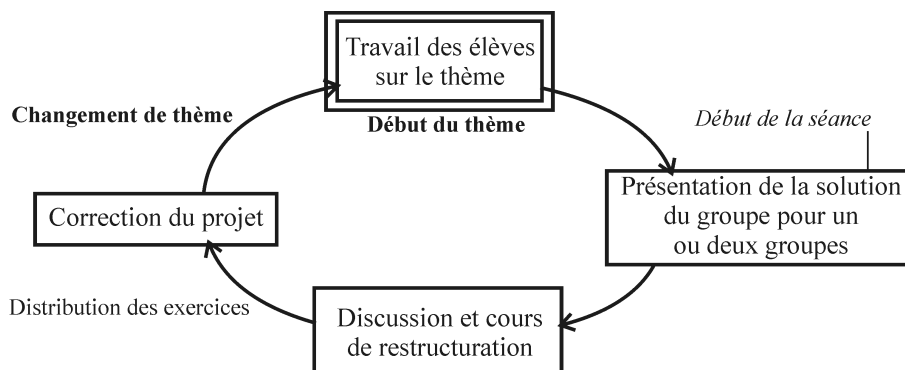 Travail des élèves
sur le thème
Changement de thème
Début du thème
Début de la séance
Présentation de la solution
du groupe pour un
ou deux groupes
Correction du projet
Distribution des exercices
Discussion et cours
de restructuration